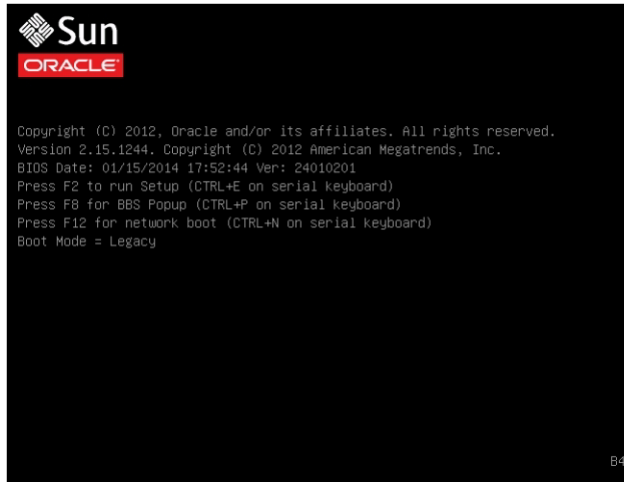 Sun
ORACLE
Copyright (C) 2012, Oracle and/or its affiliates. All rights reserved.
Version 2.15.1244. Copyright (C) 2012 American Megatrends, Inc.
BIOS Date: 01/15/2014 17:52:44 Ver: 24010201
Press F2 to run Setup (CTRL+E on serial keyboard)
Press F8 for BBS Popup (CTRL+P on serial keyboard)
Press F12 for network boot (CTRL+N on serial keyboard)
Boot Mode = Legacy
B4